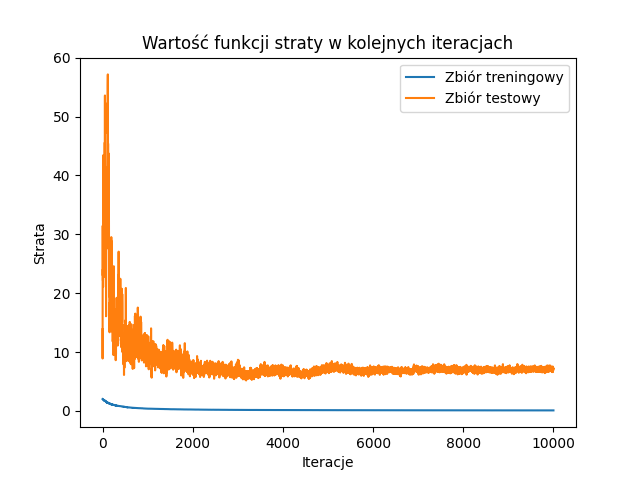 Wartość funkcji straty w kolejnych iteracjach
Zbiór treningowy
Zbiór testowy
Strata
60
50
40
30
20
10
0
0 2000 4000 6000 8000 10000
Iteracje